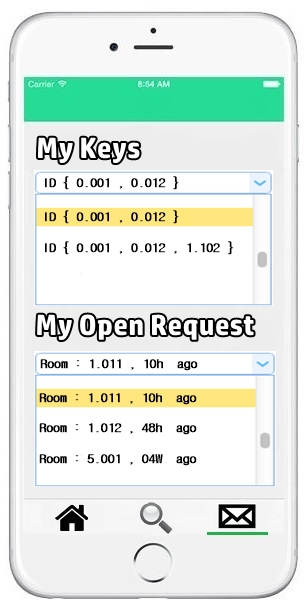 Carrier 8:54 AM
My Keys
ID { 0.001 , 0.012 }
ID { 0.001 , 0.012 }
ID { 0.001 , 0.012 , 1.102 }
My Open Request
Room : 1.011 , 10h ago
Room : 1.011 , 10h ago
Room : 1.012 , 48h ago
Room : 5.001 , 04W ago